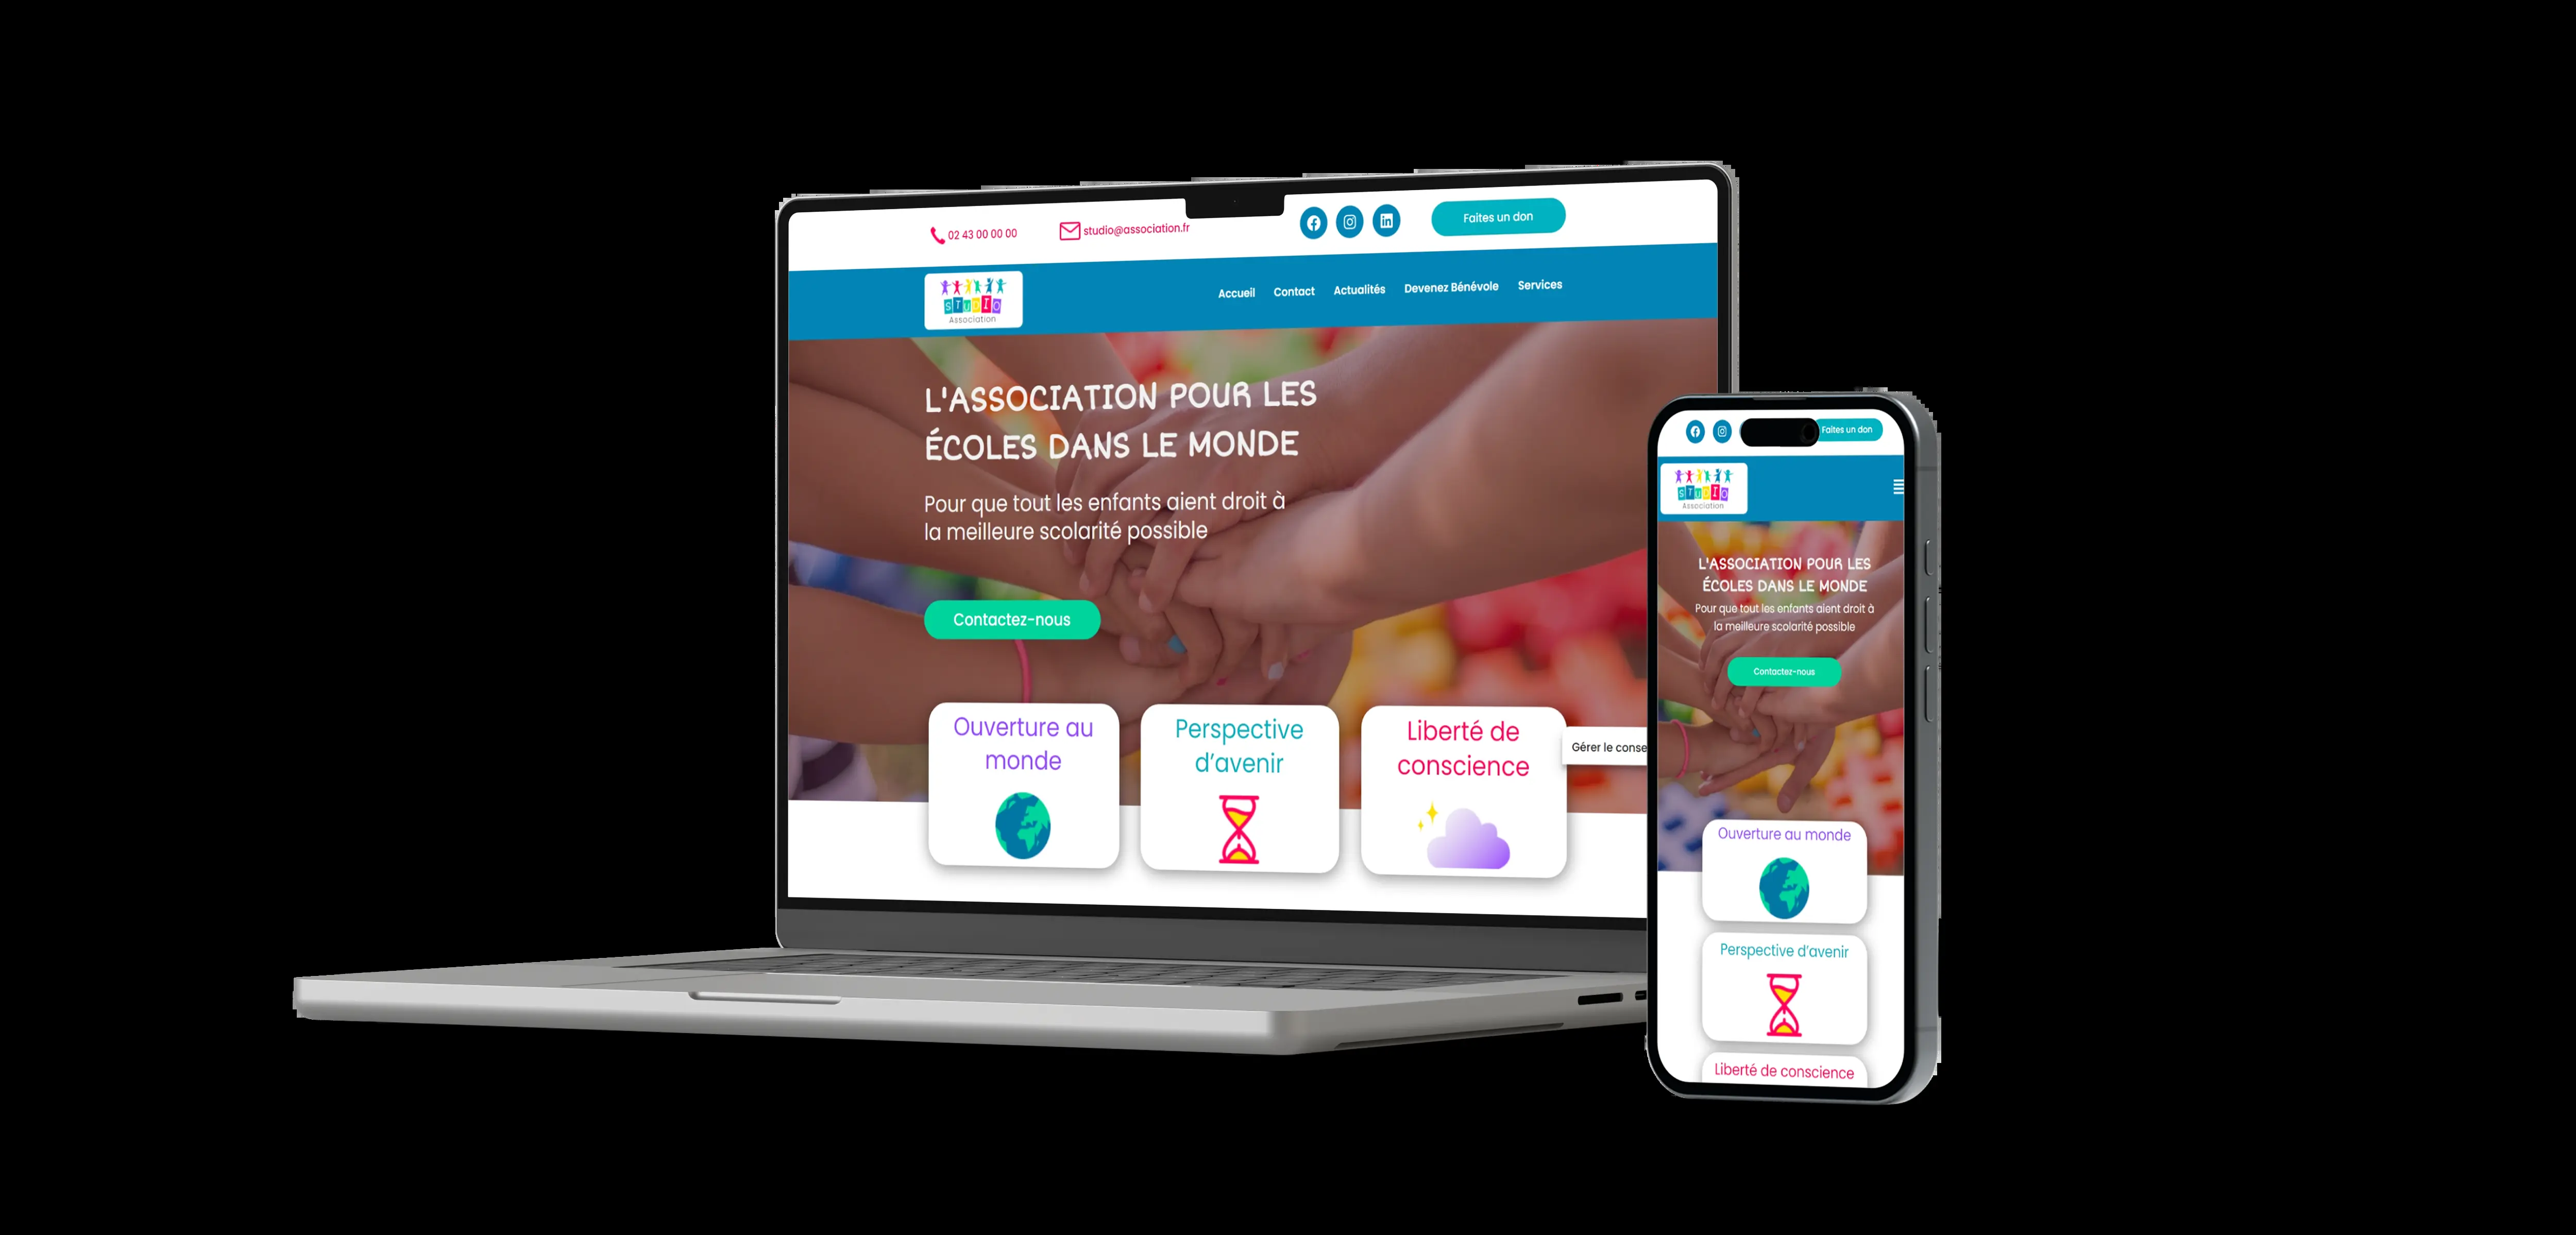 02 43 00 00 00
studio@association.fr
Faites un don
STUDIO
Association
Accueil Contact Actualités Devenez Bénévole Services
L'ASSOCIATION POUR LES
ÉCOLES DANS LE MONDE
Pour que tout les enfants aient droit à
la meilleure scolarité possible
Contactez-nous
Ouverture au
monde
Perspective
d'avenir
Liberté de
conscience
Gérer le conse
Faites un don
STUDIO
Association
L'ASSOCIATION POUR LES
ÉCOLES DANS LE MONDE
Pour que tout les enfants aient droit à
la meilleure scolarité possible
Contactez-nous
Ouverture au monde
Perspective d'avenir
Liberté de conscience